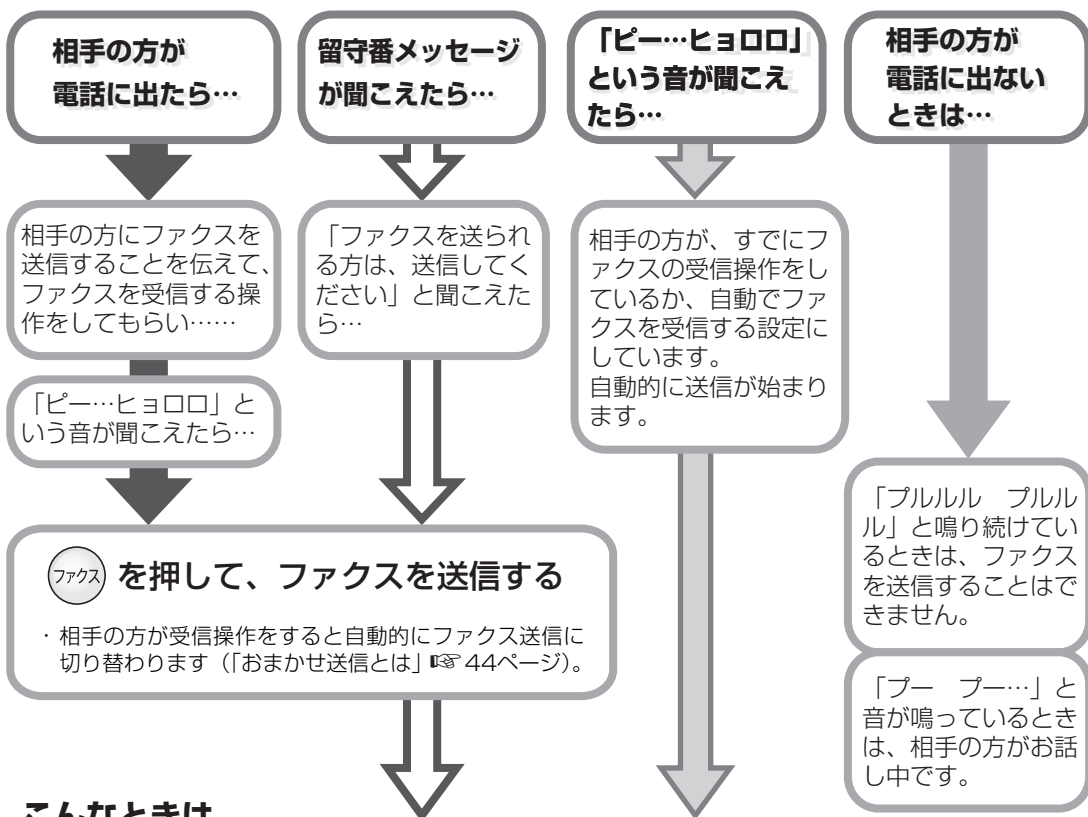 相手の方が
電話に出たら…
留守番メッセージ
が聞こえたら…
「ピー…ヒョロロ」
という音が聞こえ
たら…
相手の方が
電話に出ない
ときは…
相手の方にファクスを
送信することを伝えて、
ファクスを受信する操
作をしてもらい……
「ピー…ヒョロロ」と
いう音が聞こえたら…
「ファクスを送られ
る方は、送信してく
ださい」と聞こえた
ら…
相手の方が、すでにフ
ァクスの受信操作をし
ているか、自動でファ
クスを受信する設定に
しています。
自動的に送信が始まり
ます。
「プルルル プルル
ル」と鳴り続けてい
るときは、ファクス
を送信することはで
きません。
「プー プー…」と
音が鳴っているとき
は、相手の方がお話
し中です。
ファクス を押して、ファクスを送信する
・相手の方が受信操作をすると自動的にファクス送信に
切り替わります（「おまかせ送信とは」☞44ページ）。
こんなときは